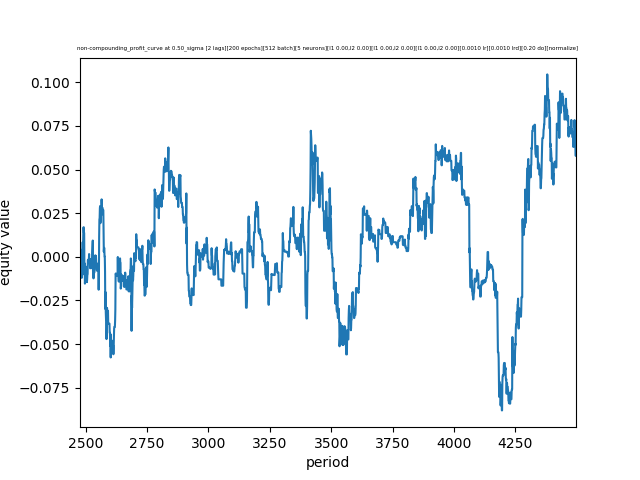 non-compounding_profit_curve at 0.50_sigma [2 lags][200 epochs][512 batch][5 neurons][l1 0.00,l2 0.00][l1 0.00,l2 0.00][l1 0.00,l2 0.00][0.0010 lr][0.0010 lrd][0.20 do][normalize]
0.100
0.075
0.050
0.025
0.000
−0.025
−0.050
−0.075
equity value
2500 2750 3000 3250 3500 3750 4000 4250
period